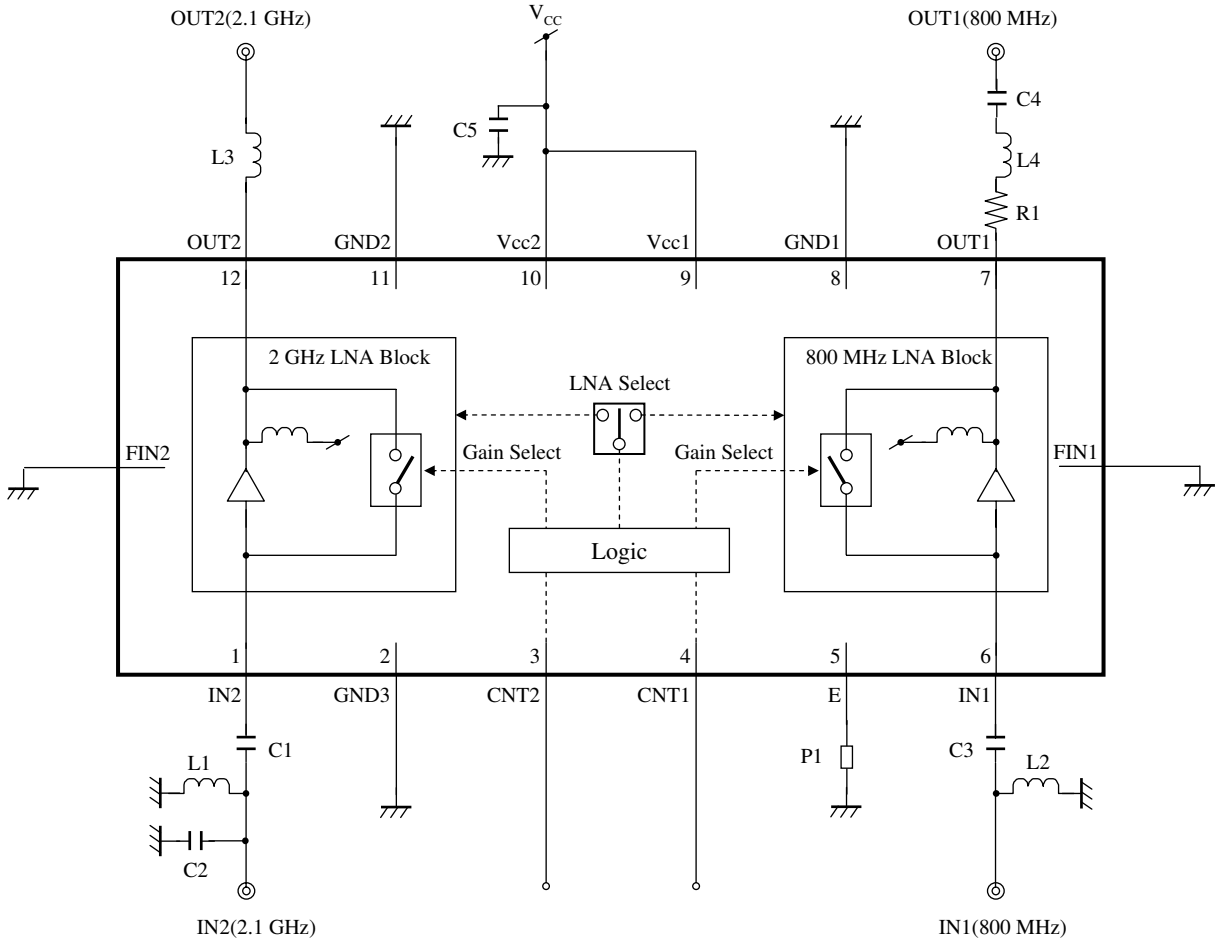 OUT2(2.1 GHz)
VCC
OUT1(800 MHz)
C5
C4
L3
L4
R1
OUT2
GND2
Vcc2
Vcc1
GND1
OUT1
12
11
10
9
8
7
2 GHz LNA Block
LNA Select
800 MHz LNA Block
FIN2
Gain Select
Gain Select
FIN1
Logic
1
2
3
4
5
6
IN2
GND3
CNT2
CNT1
E
IN1
C1
L1
P1
C3
L2
C2
IN2(2.1 GHz)
IN1(800 MHz)